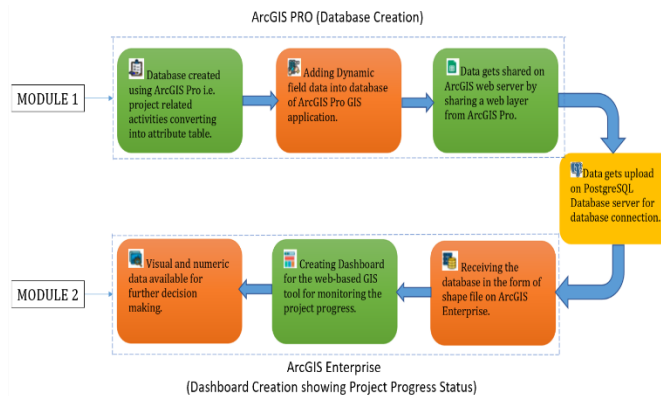 ArcGIS PRO (Database Creation)
MODULE 1
Database created
using ArcGIS Pro i.e.
project related
activities converting
into attribute table.
Adding Dynamic
field data into database
of ArcGIS Pro GIS
application.
Data gets shared on
ArcGIS web server by
sharing a web layer
from ArcGIS Pro.
Data gets upload
on PostgreSQL
Database server for
database connection.
MODULE 2
Visual and numeric
data available for
further decision
making.
Creating Dashboard
for the web-based GIS
tool for monitoring the
project progress.
Receiving the
database in the form of
shape file on ArcGIS
Enterprise.
ArcGIS Enterprise
(Dashboard Creation showing Project Progress Status)